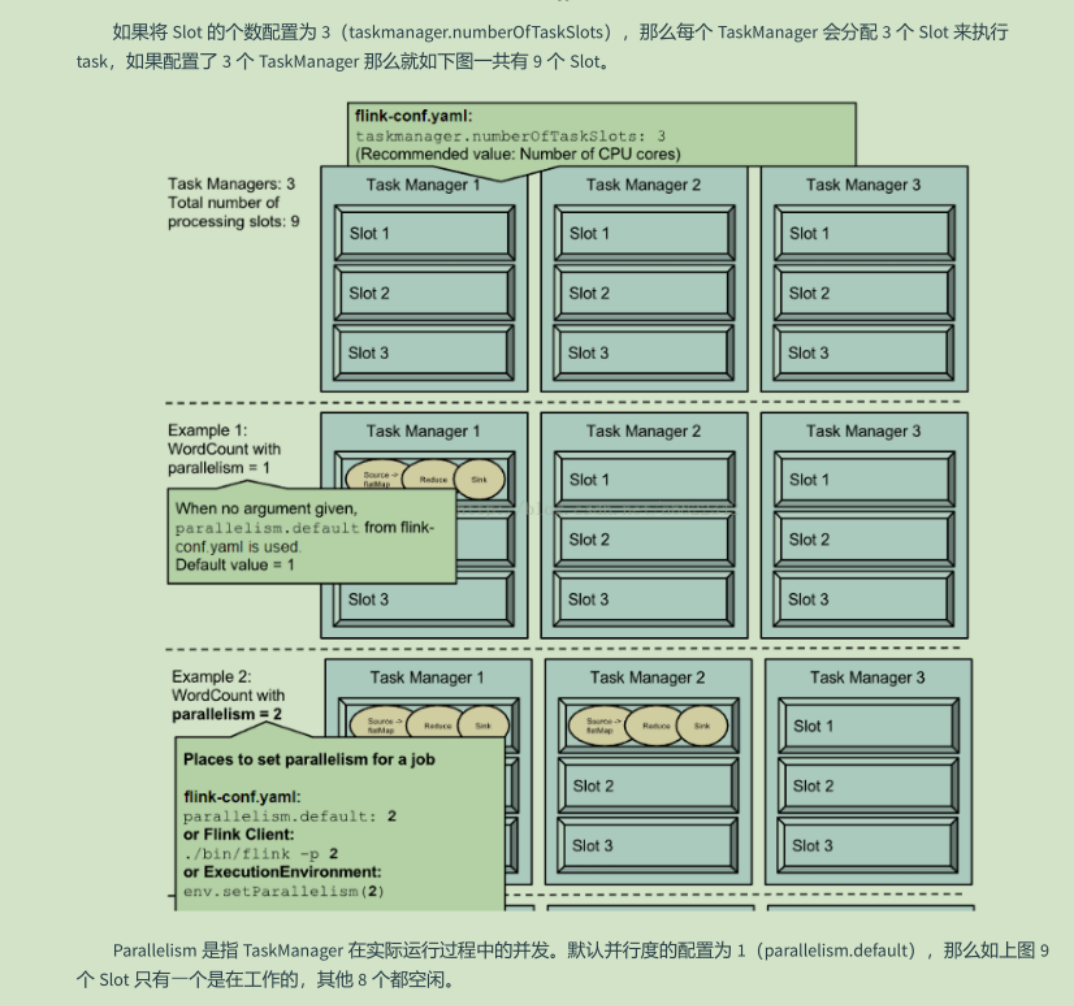 如果将 Slot 的个数配置为 3（taskmanager.numberOfTaskSlots），那么每个 TaskManager 会分配 3 个 Slot 来执行
task，如果配置了 3 个 TaskManager 那么就如下图一共有 9 个 Slot。
flink-conf.yaml:
taskmanager.numberOfTaskSlots: 3
(Recommended value: Number of CPU cores)
Task Managers: 3
Total number of
processing slots: 9
Task Manager 1
Slot 1
Slot 2
Slot 3
Task Manager 2
Slot 1
Slot 2
Slot 3
Task Manager 3
Slot 1
Slot 2
Slot 3
Example 1:
WordCount with
parallelism = 1
When no argument given,
parallelism.default from flink-
conf.yaml is used.
Default value = 1
Task Manager 1
Source ->
flatMap
Reduce
Sink
Slot 3
Task Manager 2
Slot 1
Slot 2
Slot 3
Task Manager 3
Slot 1
Slot 2
Slot 3
Example 2:
WordCount with
parallelism = 2
Places to set parallelism for a job
flink-conf.yaml:
parallelism.default: 2
or Flink Client:
./bin/flink -p 2
or ExecutionEnvironment:
env.setParallelism(2)
Task Manager 1
Source ->
flatMap
Reduce
Sink
Task Manager 2
Source ->
flatMap
Reduce
Sink
Slot 2
Slot 3
Task Manager 3
Slot 1
Slot 2
Slot 3
Parallelism 是指 TaskManager 在实际运行过程中的并发。默认并行度的配置为 1（parallelism.default），那么如上图 9
个 Slot 只有一个是在工作的，其他 8 个都空闲。